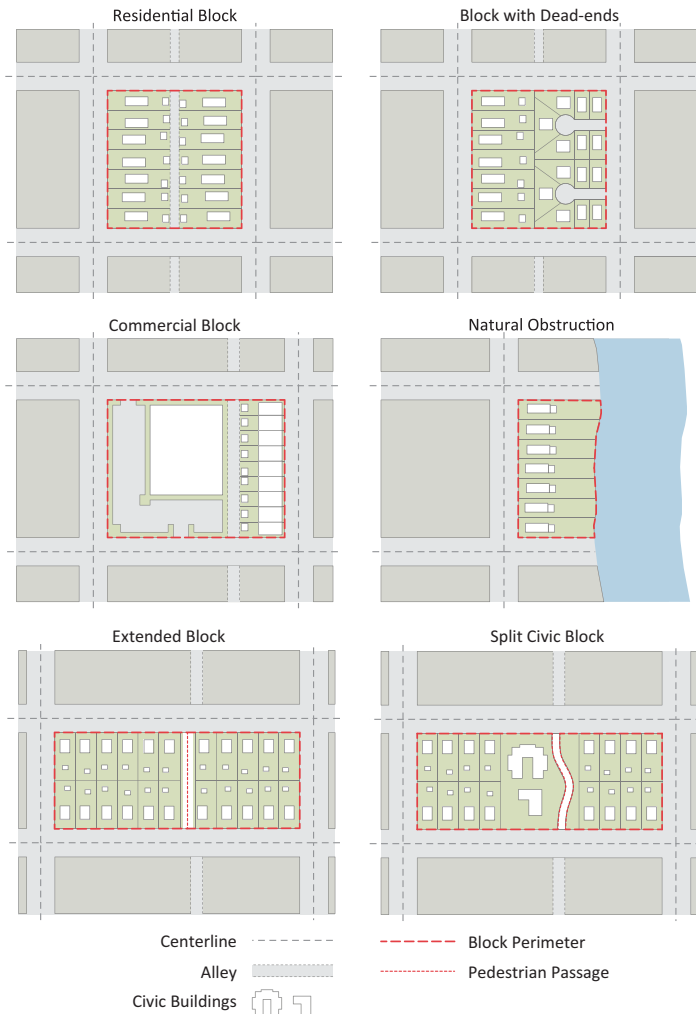 Residential Block
Block with Dead-ends
Commercial Block
Natural Obstruction
Extended Block
Split Civic Block
Centerline
Block Perimeter
Alley
Pedestrian Passage
Civic Buildings